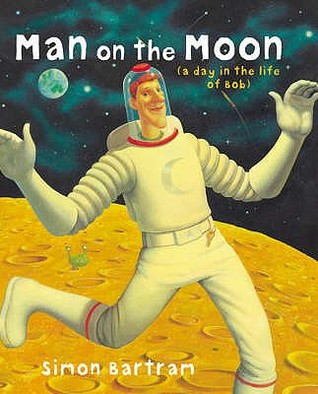 Man on the Moon
(a day in the life
of Bob)
Simon Bartram